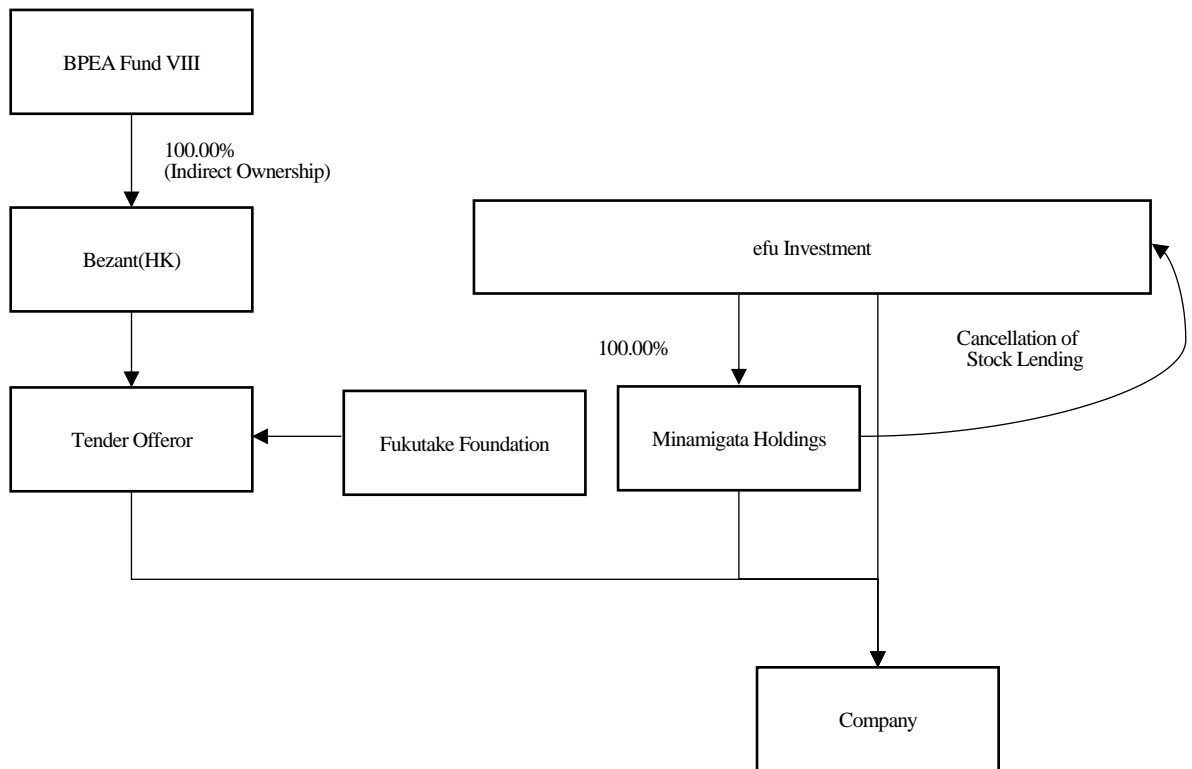 BPEA Fund VIII
100.00%
(Indirect Ownership)
Bezant(HK)
efu Investment
Cancellation of
Stock Lending
100.00%
Tender Offeror
Fukutake Foundation
Minamigata Holdings
Company